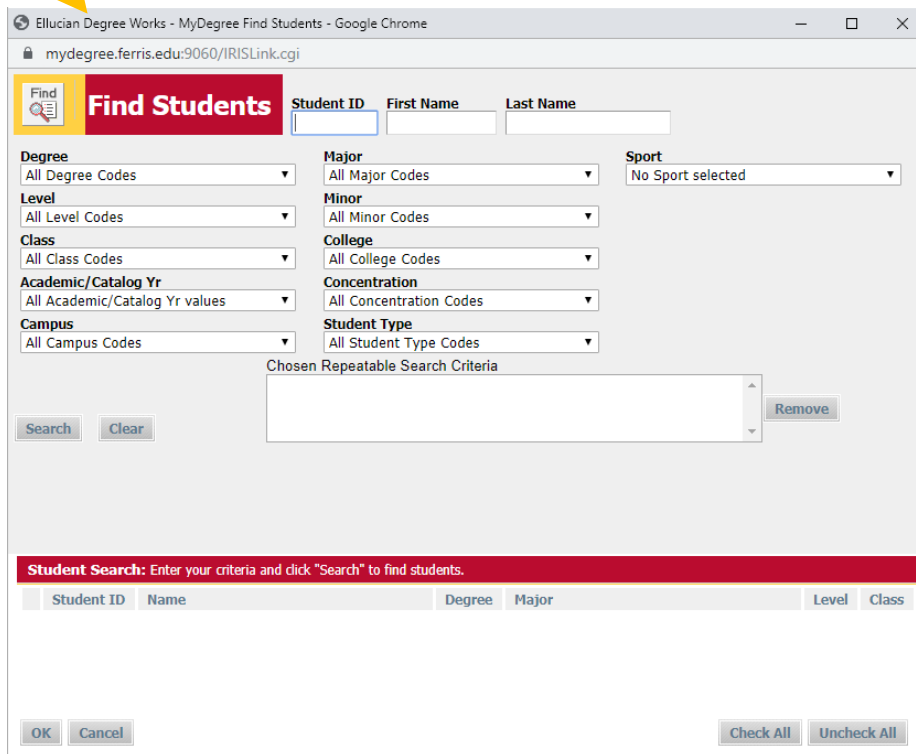 Ellucian Degree Works - MyDegree Find Students - Google Chrome
mydegree.ferris.edu:9060/IRISLink.cgi
Find
Find Students
Student ID First Name Last Name
Degree Major Sport
All Degree Codes All Major Codes No Sport selected
Level Minor
All Level Codes All Minor Codes
Class College
All Class Codes All College Codes
Academic/Catalog Yr Concentration
All Academic/Catalog Yr values All Concentration Codes
Campus Student Type
All Campus Codes All Student Type Codes
Chosen Repeatable Search Criteria
Remove
Search Clear
Student Search: Enter your criteria and click "Search" to find students.
Student ID Name Degree Major Level Class
OK Cancel Check All Uncheck All